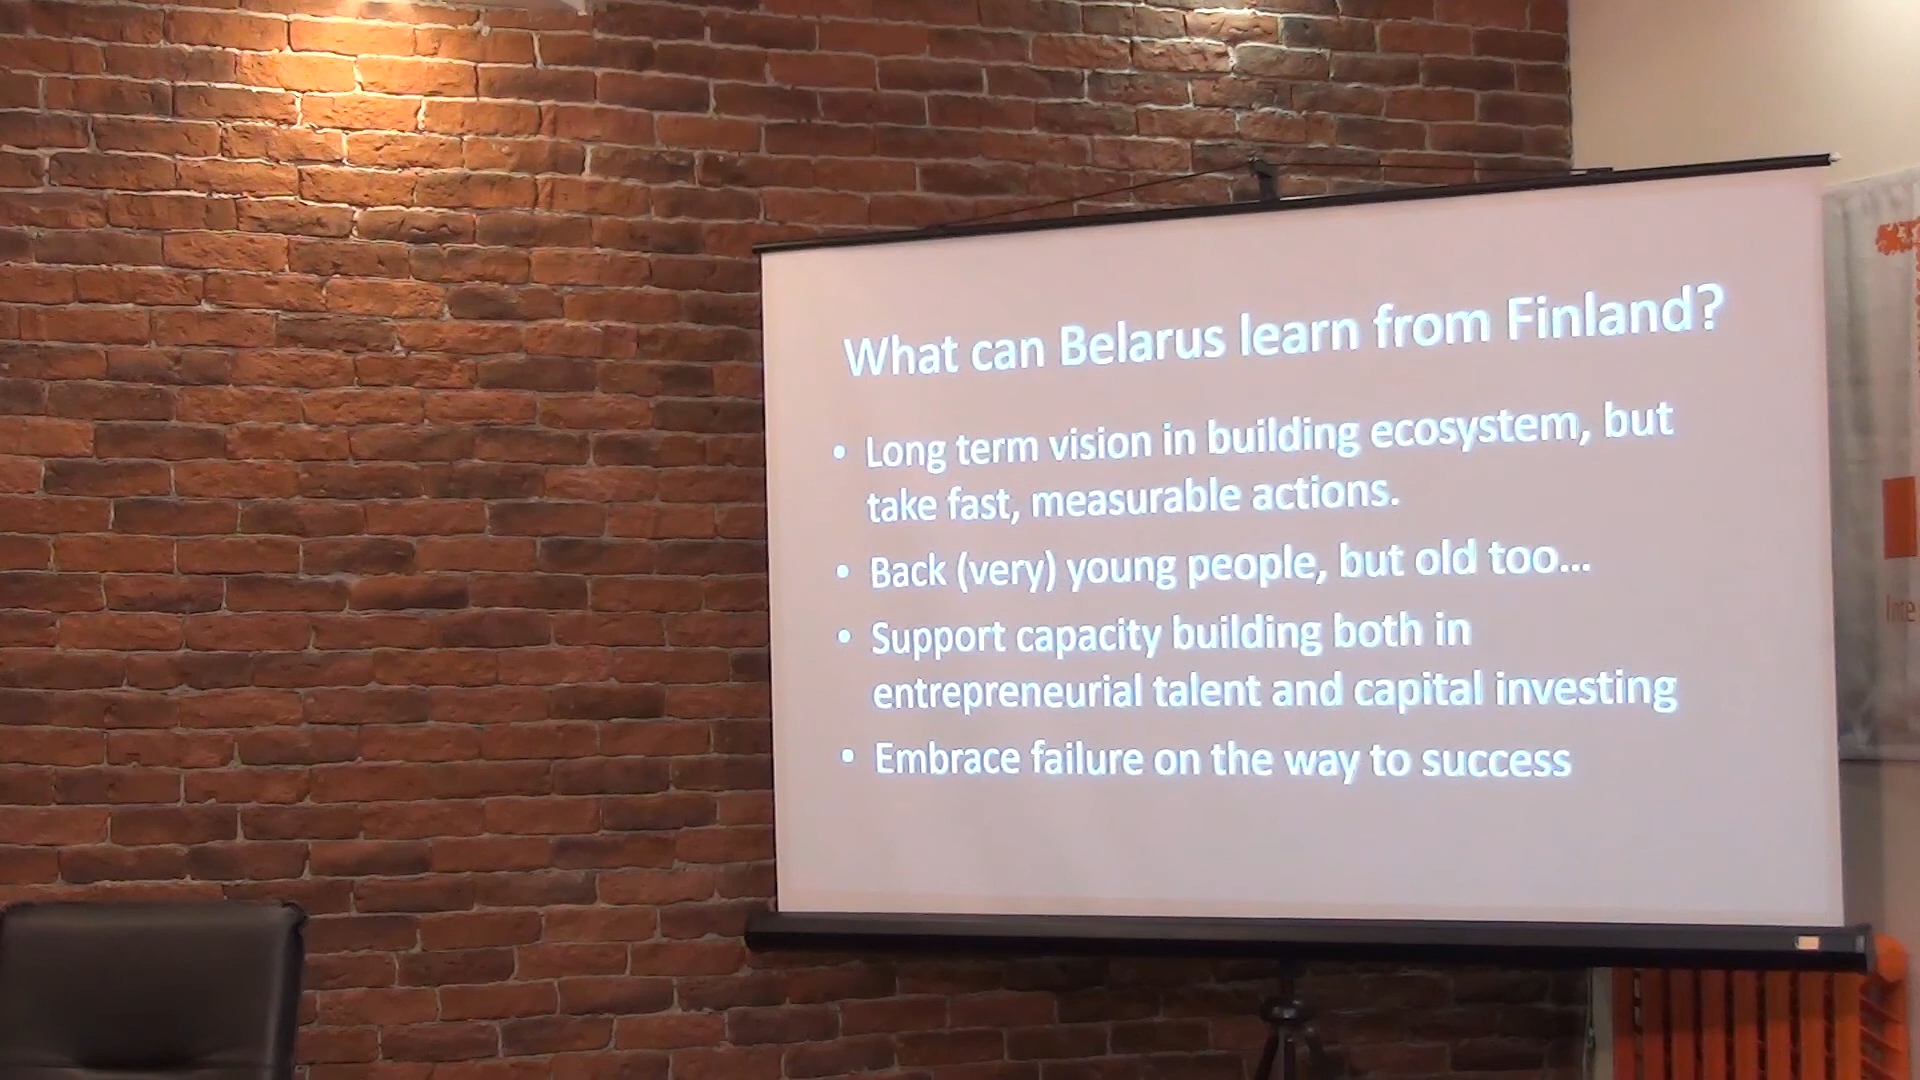 What can Belarus learn from Finland?
• Long term vision in building ecosystem, but
take fast, measurable actions.
• Back (very) young people, but old too...
• Support capacity building both in
entrepreneurial talent and capital investing
• Embrace failure on the way to success
Inte